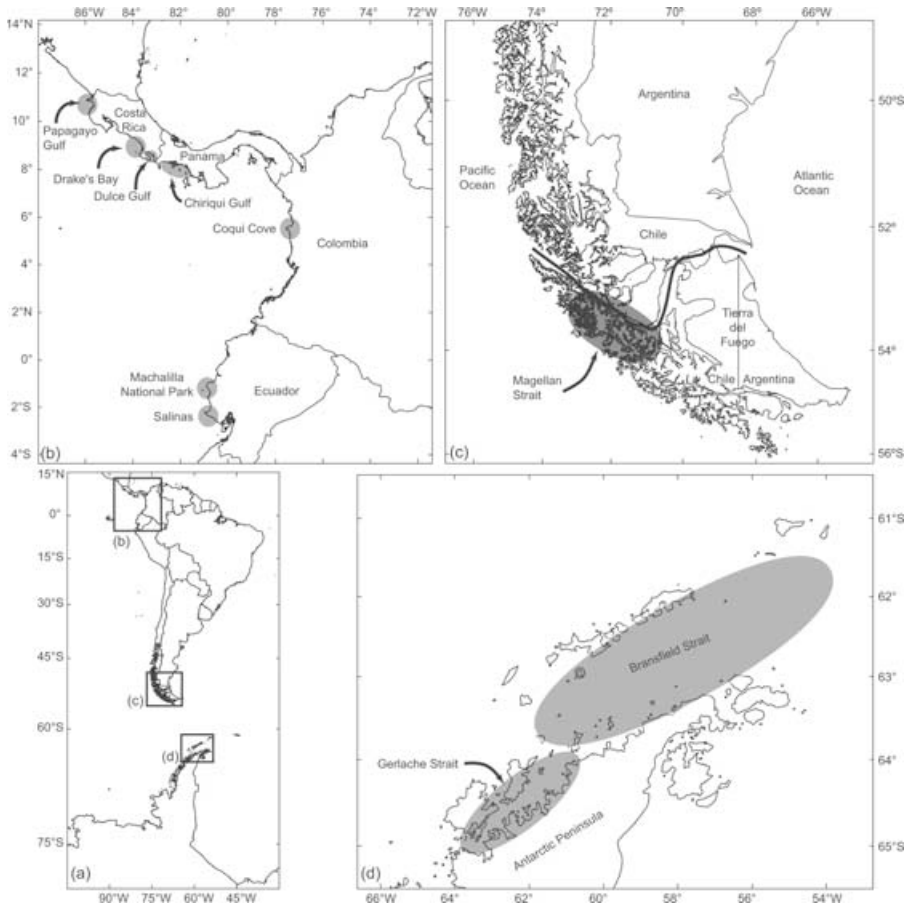 86°W 84° 82° 80° 78° 76° 74° 72°W
14°N
12°
10°
8°
6°
4°
2°N
0°
2°S
4°S
Papagayo
Gulf
Costa
Rica
Panama
Drake's Bay
Dulce Gulf
Chiriqui Gulf
Coqui Cove
Colombia
Machalilla
National Park
Ecuador
Salinas
(b)
76°W 74° 72° 70° 68° 66°W
50°S
52°S
54°S
56°S
Argentina
Pacific
Ocean
Atlantic
Ocean
Chile
Tierra
del
Fuego
Magellan
Strait
Chile
Argentina
(c)
15°N
0°
15°S
30°S
45°S
60°S
75°S
(b)
(c)
(d)
(a)
90°W 75°W 60°W 45°W
61°S
62°
63°
64°
65°S
Bransfield Strait
Gerlache Strait
Antarctic Peninsula
(d)
66°W 64° 62° 60° 58° 56° 54°W